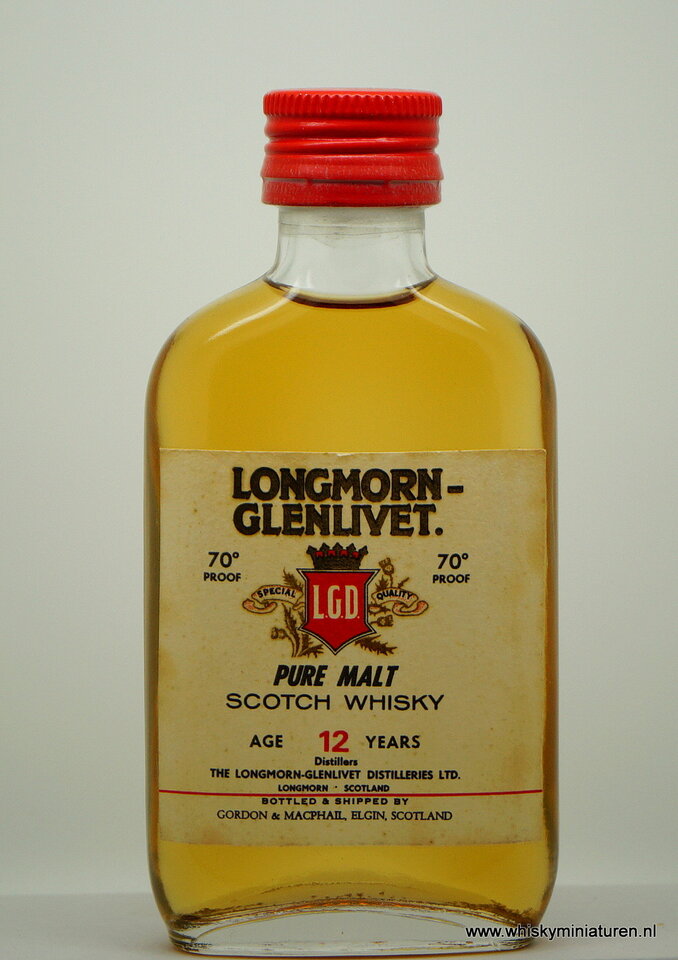 LONGMORN-
GLENLIVET.
70° 70°
PROOF PROOF
SPECIAL QUALITY
L.G.D.
PURE MALT
SCOTCH WHISKY
AGE 12 YEARS
Distillers
THE LONGMORN-GLENLIVET DISTILLERIES LTD.
LONGMORN · SCOTLAND
BOTTLED & SHIPPED BY
GORDON & MACPHAIL, ELGIN, SCOTLAND
www.whiskyminiaturen.nl